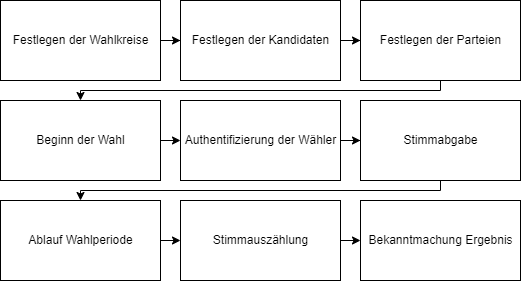 Festlegen der Wahlkreise
Festlegen der Kandidaten
Festlegen der Parteien
Beginn der Wahl
Authentifizierung der Wähler
Stimmabgabe
Ablauf Wahlperiode
Stimmauszählung
Bekanntmachung Ergebnis